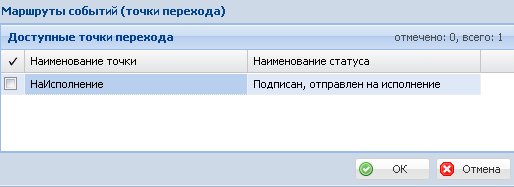 Маршруты событий (точки перехода)
Доступные точки перехода отмечено: 0, всего: 1
Наименование точки Наименование статуса
НаИсполнение Подписан, отправлен на исполнение
OK Отмена